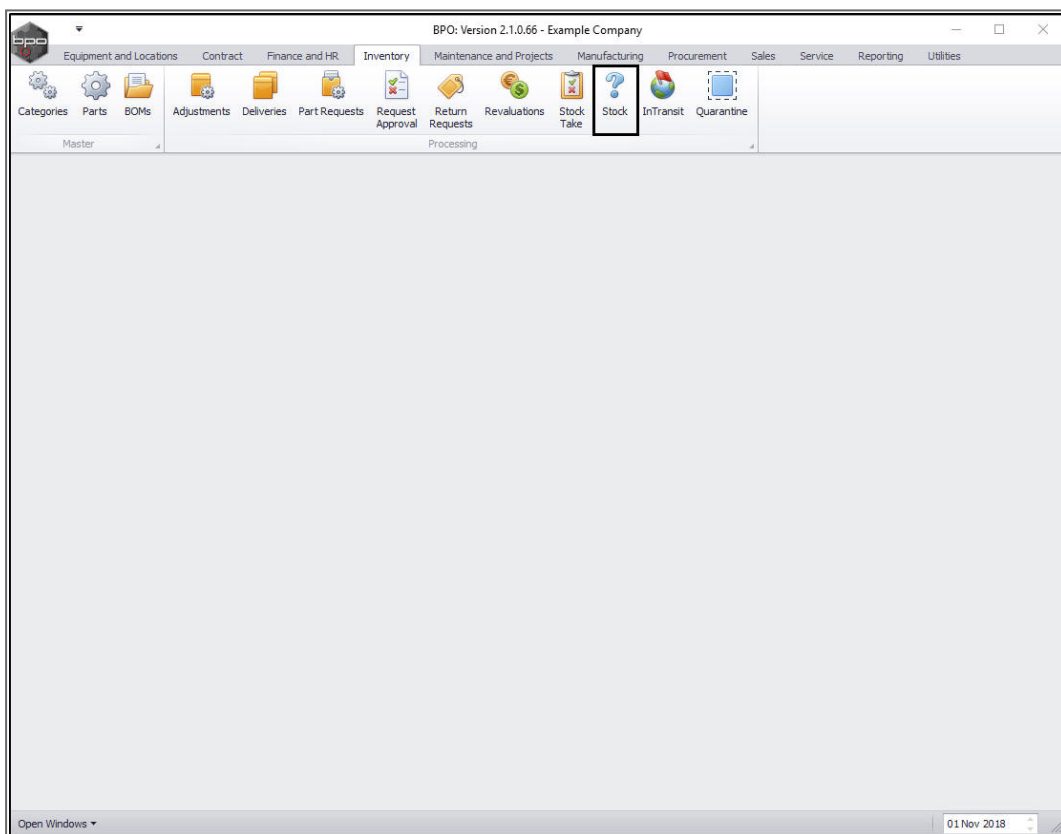 BPO: Version 2.1.0.66 - Example Company
bpo
Equipment and Locations Contract Finance and HR Inventory Maintenance and Projects Manufacturing Procurement Sales Service Reporting Utilities
Categories Parts BOMs Adjustments Deliveries Part Requests Request Approval Return Requests Revaluations Stock Take Stock InTransit Quarantine
Master Processing
Open Windows 01 Nov 2018